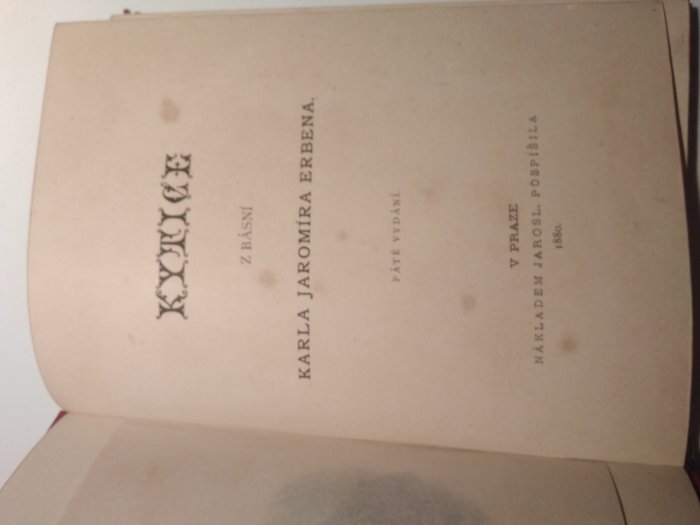 KYTICE
Z BÁSNÍ
KARLA JAROMÍRA ERBENA.
PÁTÉ VYDÁNÍ.
V PRAZE
NÁKLADEM JAROSL. POSPÍŠILA
1880.